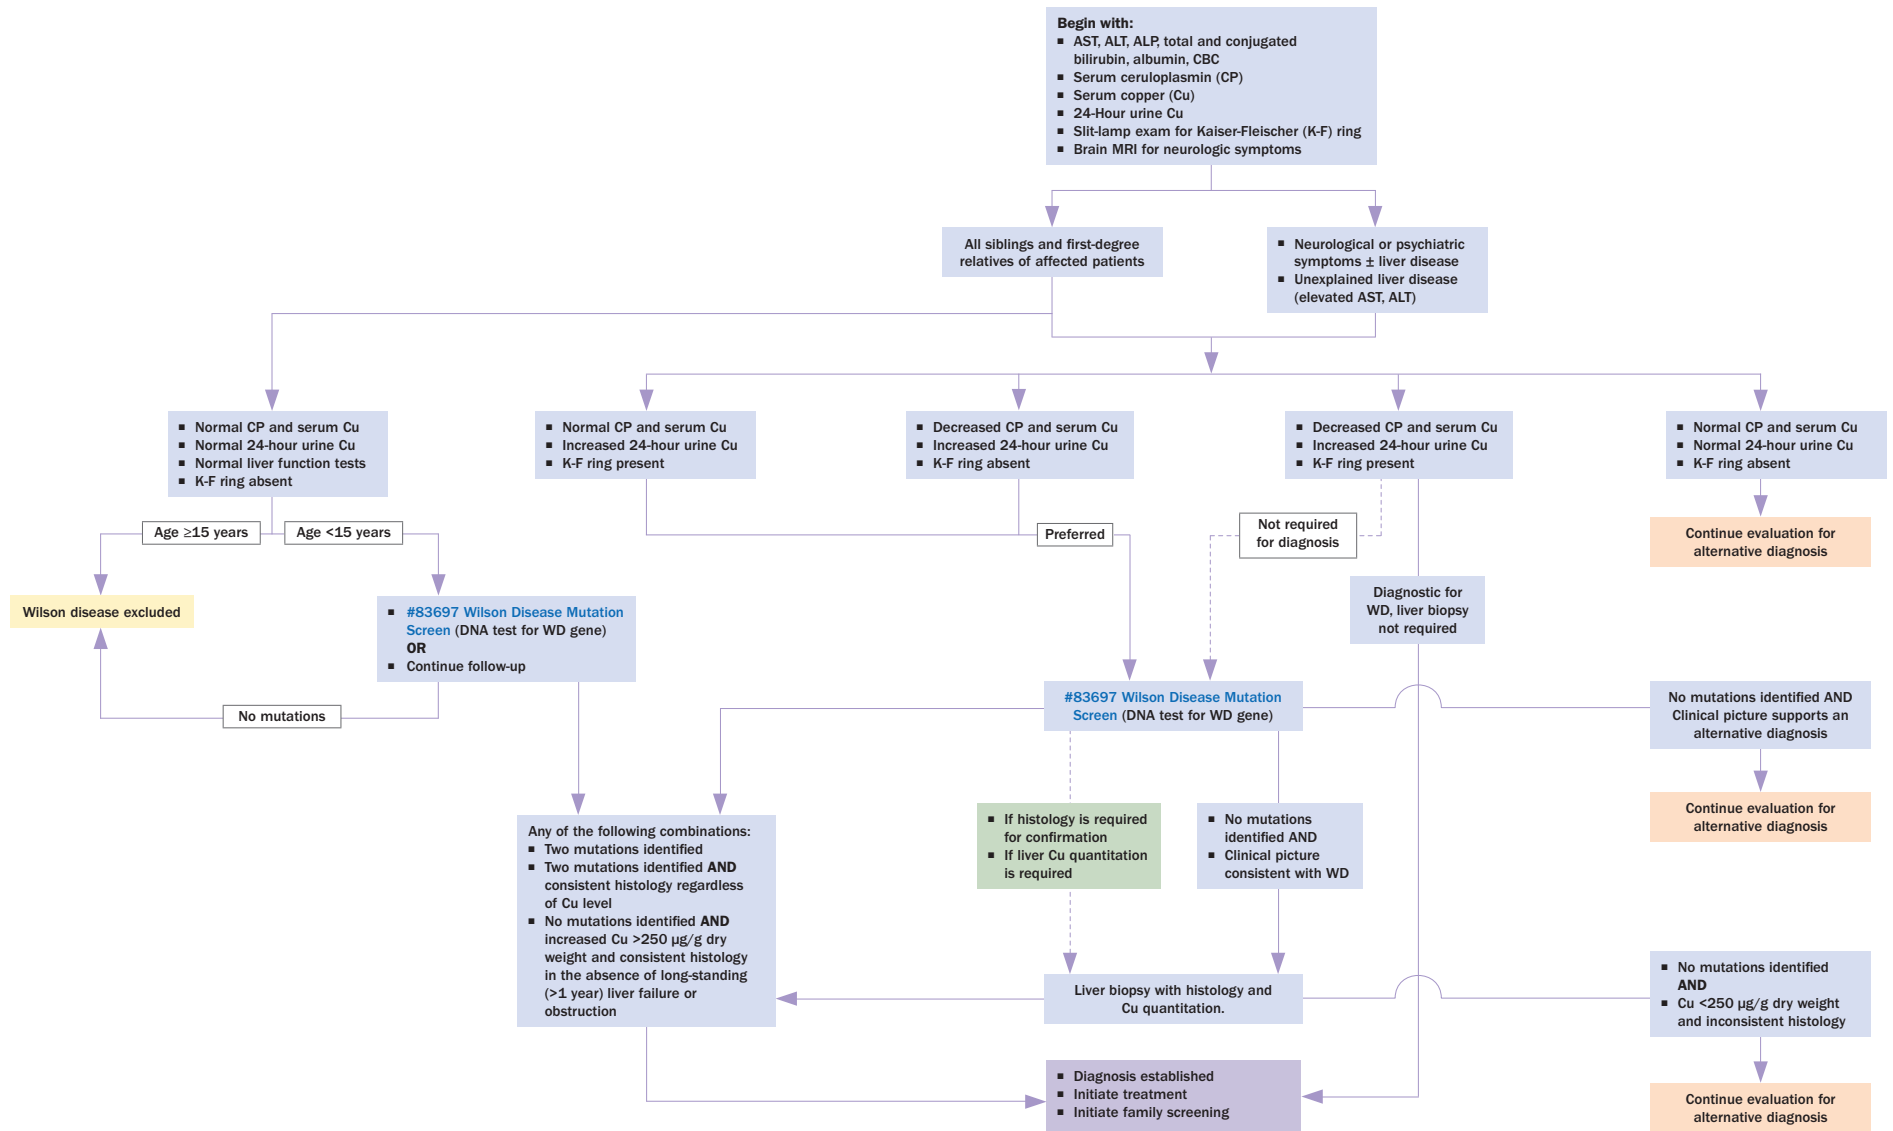 Begin with:
▪ AST, ALT, ALP, total and conjugated
bilirubin, albumin, CBC
▪ Serum ceruloplasmin (CP)
▪ Serum copper (Cu)
▪ 24-Hour urine Cu
▪ Slit-lamp exam for Kaiser-Fleischer (K-F) ring
▪ Brain MRI for neurologic symptoms
All siblings and first-degree
relatives of affected patients
▪ Neurological or psychiatric
symptoms ± liver disease
▪ Unexplained liver disease
(elevated AST, ALT)
▪ Normal CP and serum Cu
▪ Normal 24-hour urine Cu
▪ Normal liver function tests
▪ K-F ring absent
▪ Normal CP and serum Cu
▪ Increased 24-hour urine Cu
▪ K-F ring present
▪ Decreased CP and serum Cu
▪ Increased 24-hour urine Cu
▪ K-F ring absent
▪ Decreased CP and serum Cu
▪ Increased 24-hour urine Cu
▪ K-F ring present
▪ Normal CP and serum Cu
▪ Normal 24-hour urine Cu
▪ K-F ring absent
Age ≥15 years
Age <15 years
Preferred
Not required
for diagnosis
Continue evaluation for
alternative diagnosis
Wilson disease excluded
▪ #83697 Wilson Disease Mutation
Screen (DNA test for WD gene)
OR
▪ Continue follow-up
Diagnostic for
WD, liver biopsy
not required
No mutations
#83697 Wilson Disease Mutation
Screen (DNA test for WD gene)
No mutations identified AND
Clinical picture supports an
alternative diagnosis
Continue evaluation for
alternative diagnosis
Any of the following combinations:
▪ Two mutations identified
▪ Two mutations identified AND
consistent histology regardless
of Cu level
▪ No mutations identified AND
increased Cu >250 µg/g dry
weight and consistent histology
in the absence of long-standing
(>1 year) liver failure or
obstruction
▪ If histology is required
for confirmation
▪ If liver Cu quantitation
is required
▪ No mutations
identified AND
▪ Clinical picture
consistent with WD
Liver biopsy with histology and
Cu quantitation.
▪ No mutations identified
AND
▪ Cu <250 µg/g dry weight
and inconsistent histology
▪ Diagnosis established
▪ Initiate treatment
▪ Initiate family screening
Continue evaluation for
alternative diagnosis